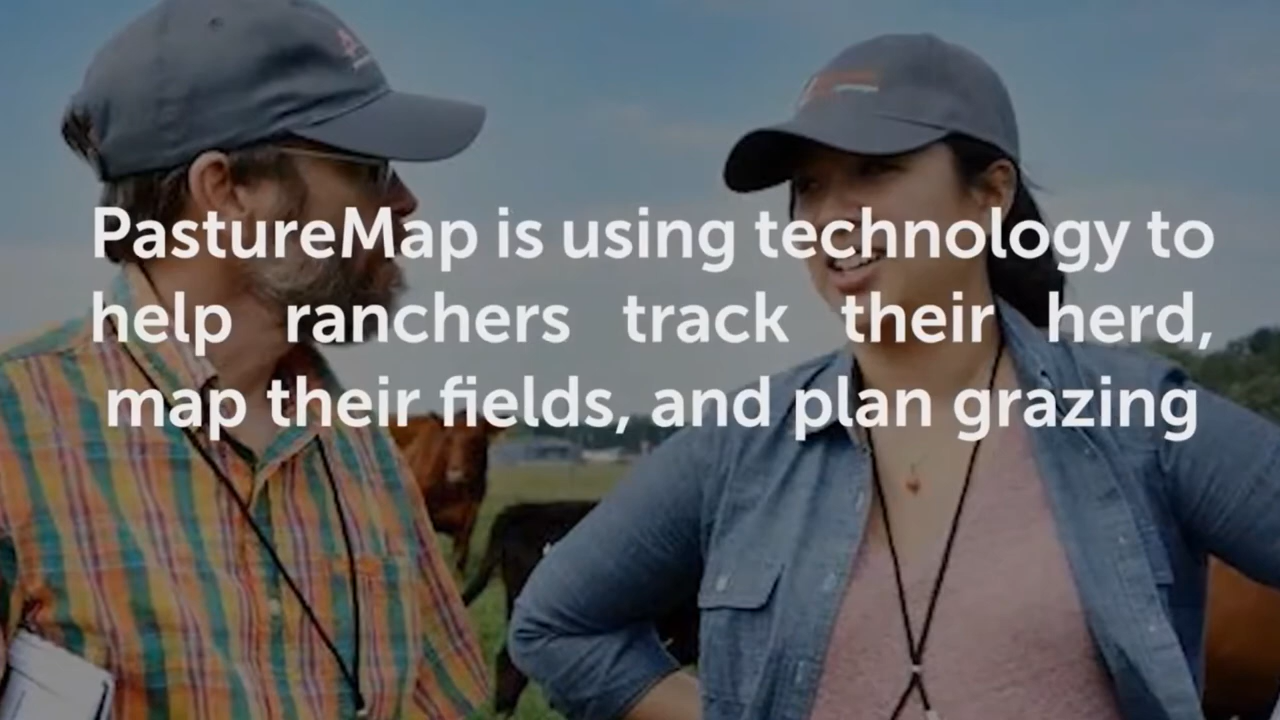 PastureMap is using technology to
help ranchers track their herd,
map their fields, and plan grazing